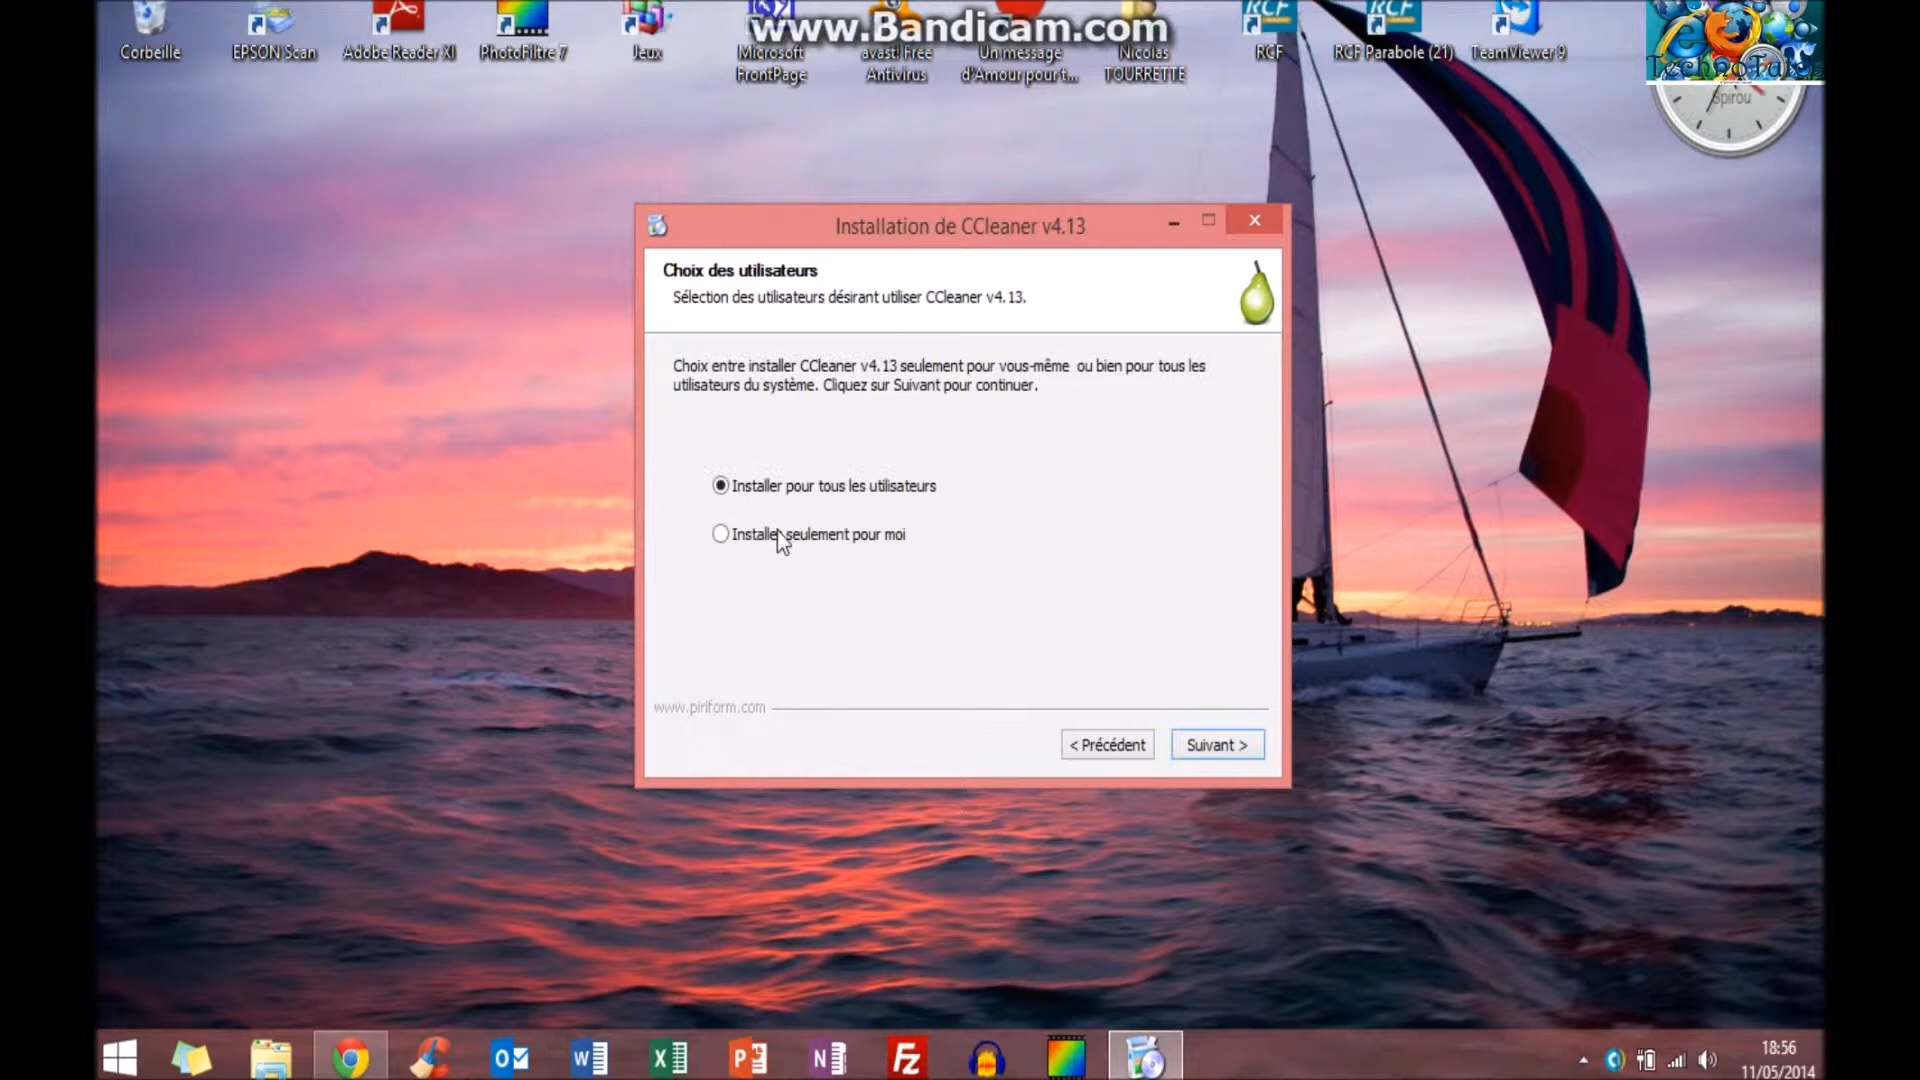 www.Bandicam.com
Corbeille
EPSON Scan
Adobe Reader XI
PhotoFiltre 7
Jeux
Microsoft
FrontPage
avast! Free
Antivirus
Un message
d'Amour pour t...
Nicolas
TOURRETTE
RCF
RCF
RCF
RCF Parabole (21)
TeamViewer 9
Spirou
Installation de CCleaner v4.13
Choix des utilisateurs
Sélection des utilisateurs désirant utiliser CCleaner v4.13.
Choix entre installer CCleaner v4.13 seulement pour vous-même ou bien pour tous les
utilisateurs du système. Cliquez sur Suivant pour continuer.
Installer pour tous les utilisateurs
Installer seulement pour moi
www.piriform.com
< Précédent
Suivant >
18:56
11/05/2014